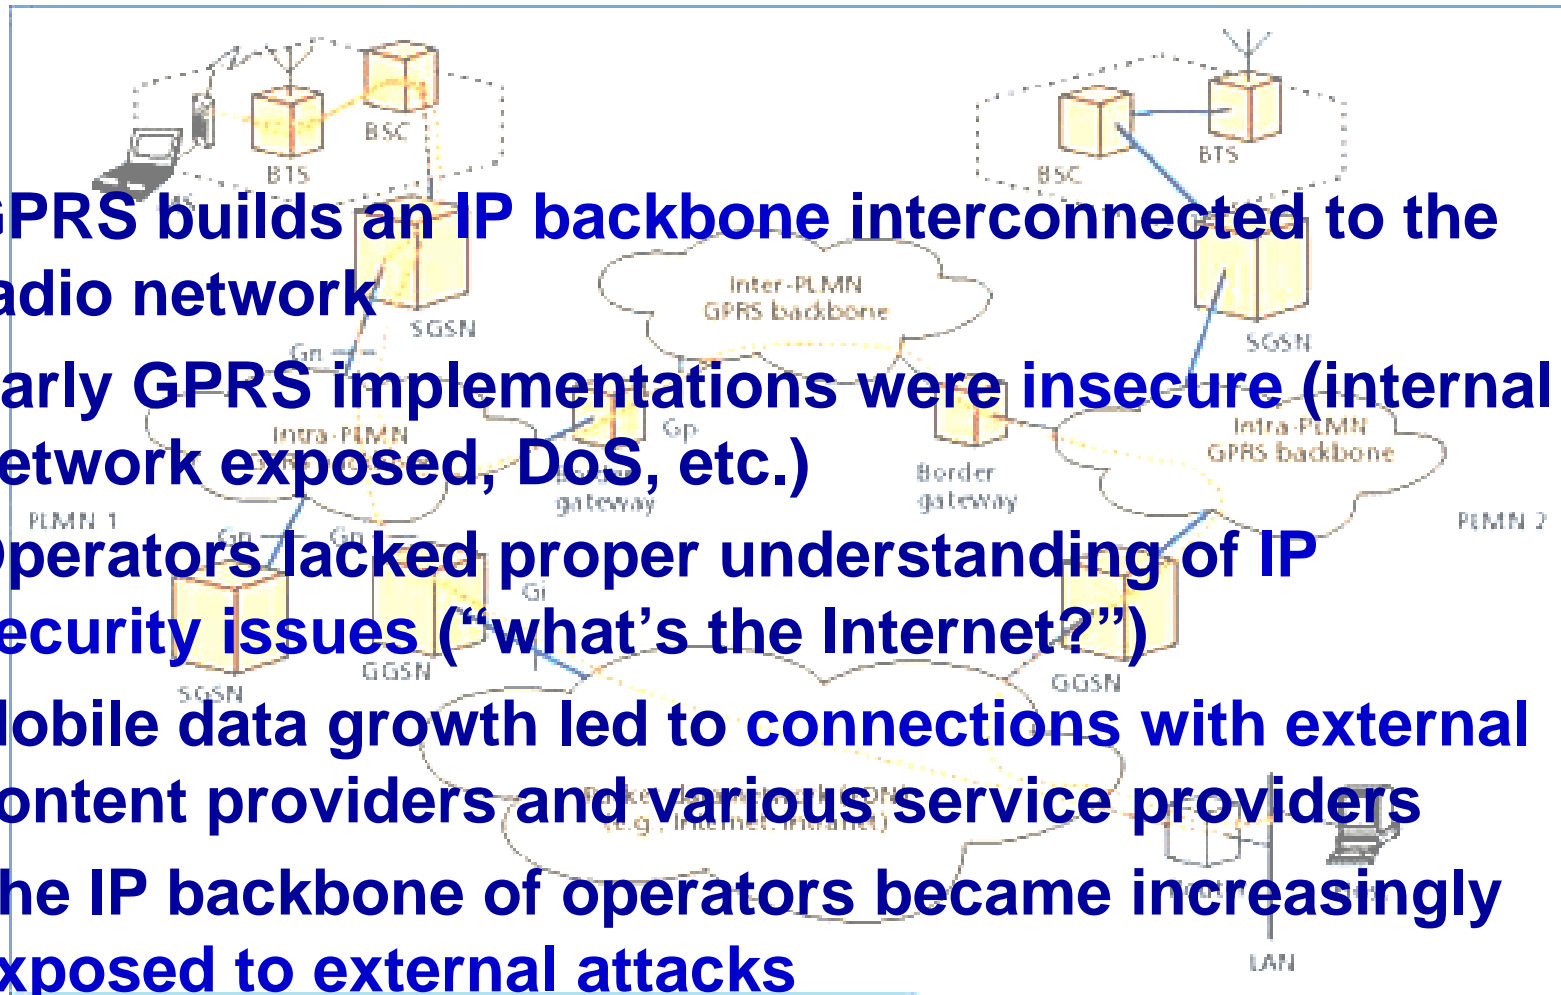 BSC
BTS
BSC
BTS
GPRS builds an IP backbone interconnected to the
adio network
Inter-PLMN
GPRS backbone
SGSN
SGSN
Gn
arly GPRS implementations were insecure (internal
etwork exposed, DoS, etc.)
Intra-PLMN
Gp
Intra-PLMN
GPRS backbone
gateway
Border
gateway
PLMN 1
PLMN 2
Gn
Gn
Operators lacked proper understanding of IP
ecurity issues (“what’s the Internet?”)
Gi
GGSN
SGSN
GGSN
Mobile data growth led to connections with external
ontent providers and various service providers
(E.g., Internet, intranet)
he IP backbone of operators became increasingly
xposed to external attacks
LAN